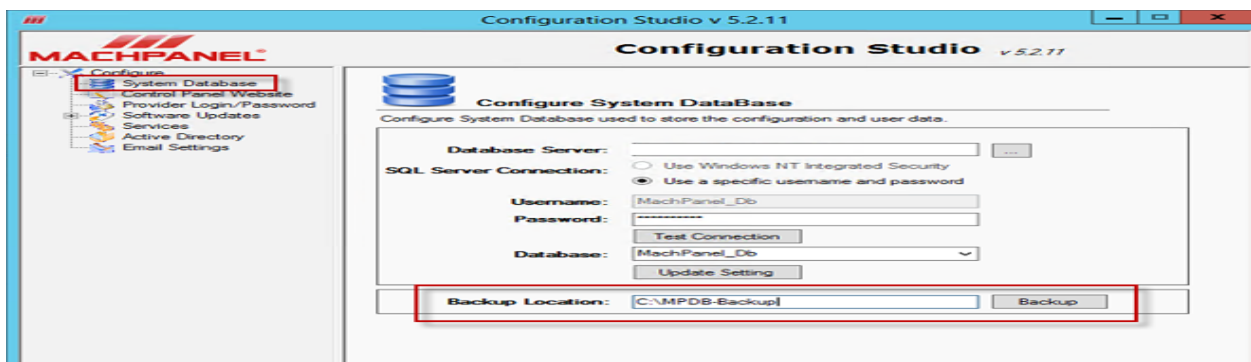 Configuration Studio v 5.2.11
MACHPANEL
Configuration Studio v 5.2.11
Configure
System Database
Control Panel Website
Provider Login/Password
Software Updates
Services
Active Directory
Email Settings
Configure System DataBase
Configure System Database used to store the configuration and user data.
Database Server: ...
SQL Server Connection: Use Windows NT Integrated Security
Use a specific username and password
Username: MachPanel_Db
Password: **********
Test Connection
Database: MachPanel_Db
Update Setting
Backup Location: C:\MPDB-Backup Backup